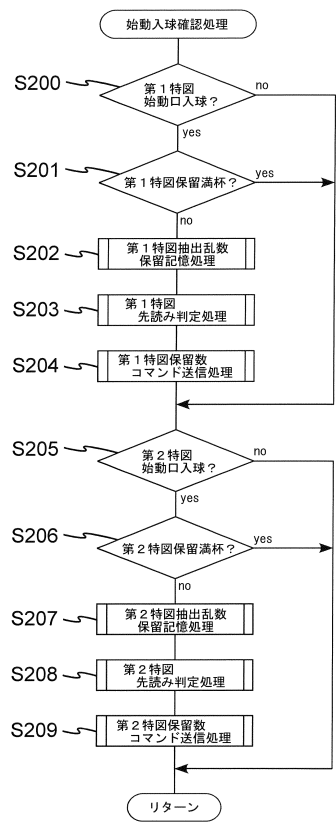 始動入球確認処理
S200
第1特図
始動口入球?
no
yes
S201
第1特図保留満杯?
yes
no
S202
第1特図抽出乱数
保留記憶処理
S203
第1特図
先読み判定処理
S204
第1特図保留数
コマンド送信処理
S205
第2特図
始動口入球?
no
yes
S206
第2特図保留満杯?
yes
no
S207
第2特図抽出乱数
保留記憶処理
S208
第2特図
先読み判定処理
S209
第2特図保留数
コマンド送信処理
リターン